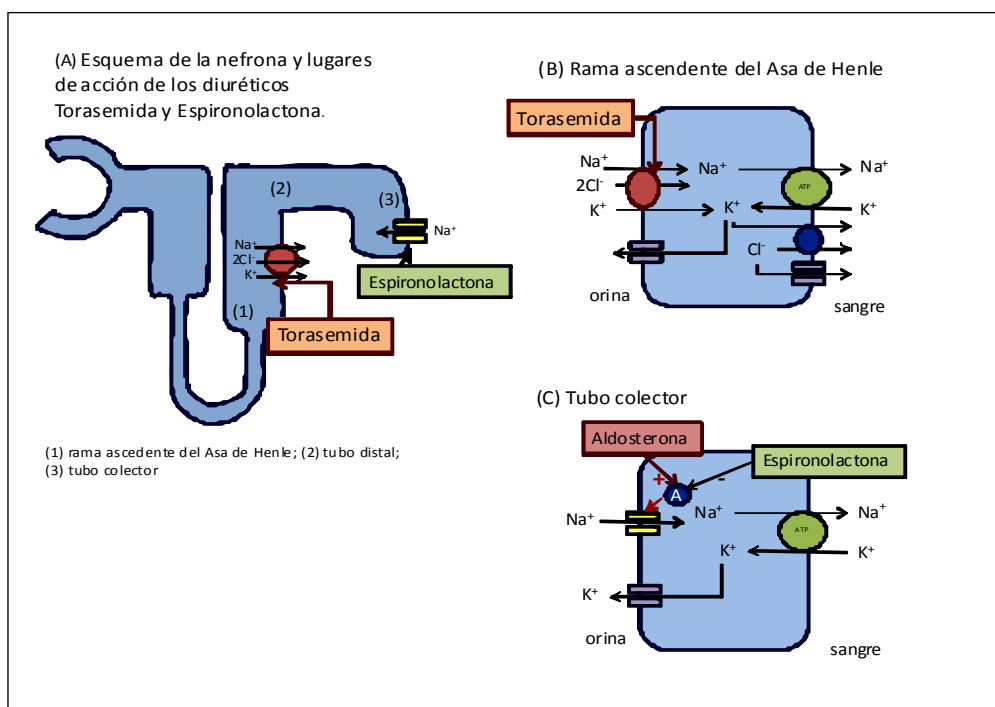 (A) Esquema de la nefrona y lugares
de acción de los diuréticos
Torasemida y Espironolactona.
(2)
(3)
Na⁺
Na⁺
2Cl⁻
K⁺
Espironolactona
(1)
Torasemida
(1) rama ascedente del Asa de Henle; (2) tubo distal;
(3) tubo colector
(B) Rama ascendente del Asa de Henle
Torasemida
Na⁺ Na⁺ Na⁺
2Cl⁻
ATP
K⁺ K⁺ K⁺
Cl⁻
orina
sangre
(C) Tubo colector
Aldosterona
Espironolactona
+ A -
Na⁺ Na⁺ Na⁺
ATP
K⁺ K⁺
K⁺
orina
sangre